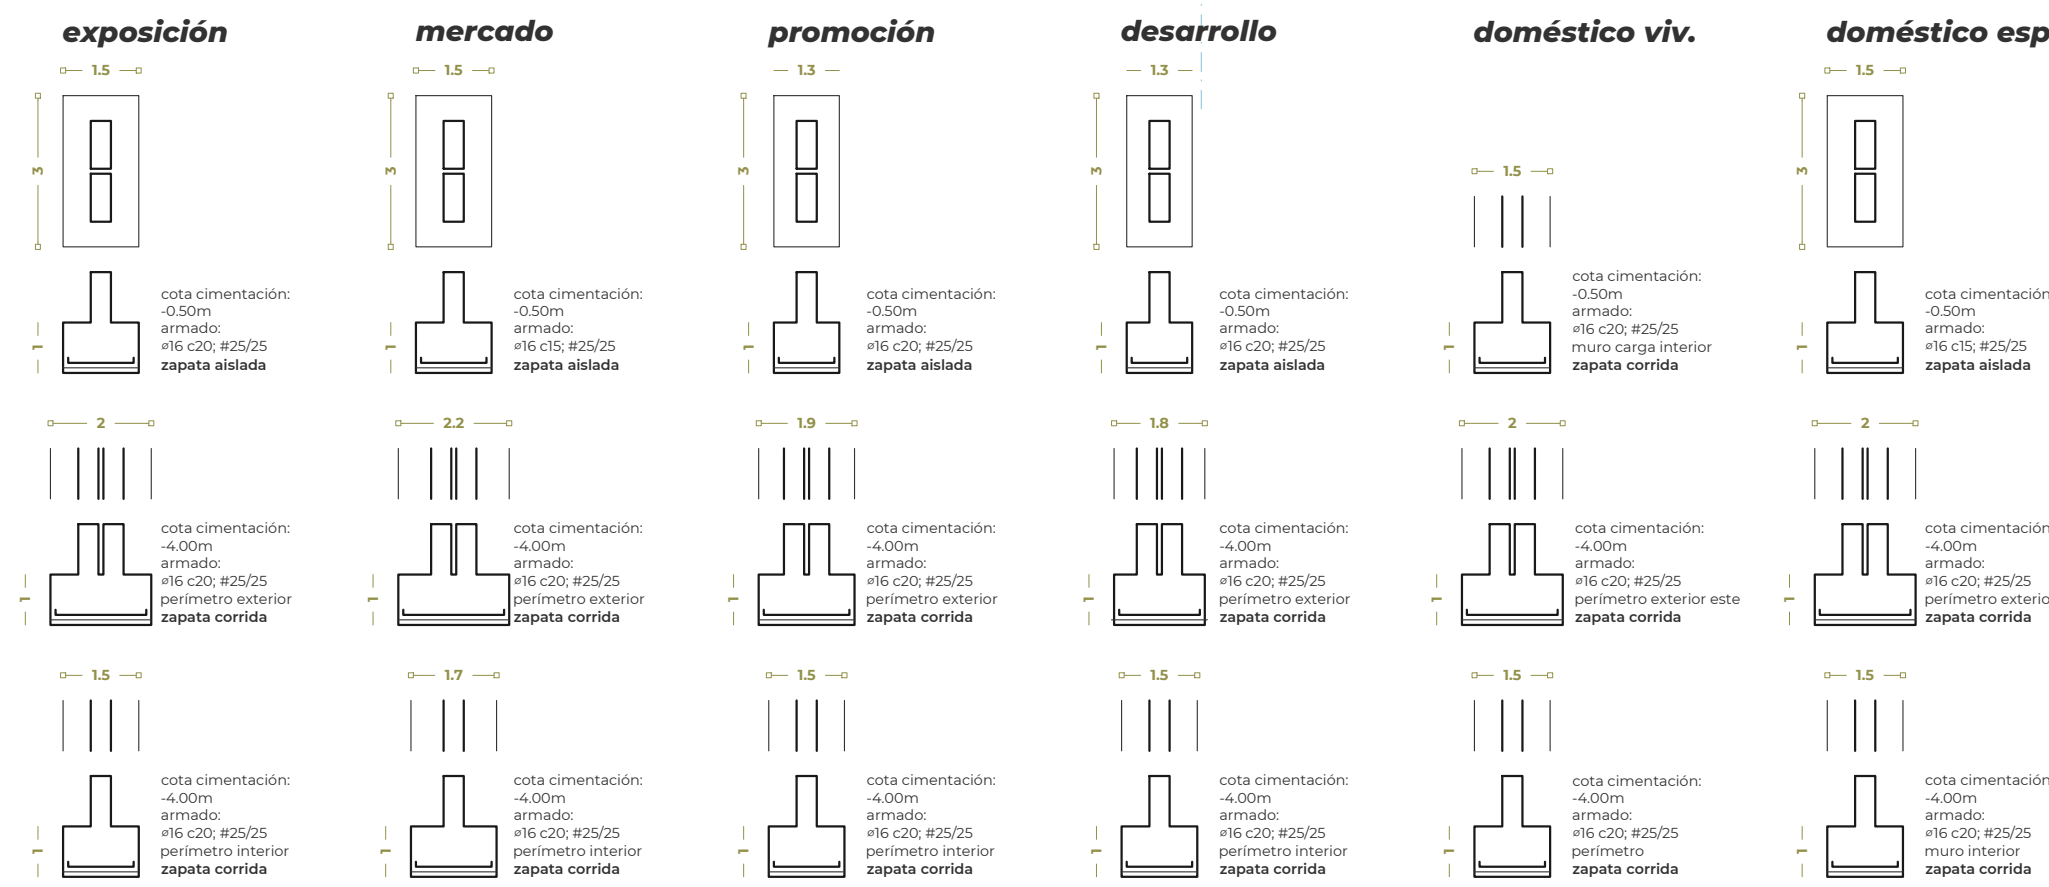 exposición
1.5
3
1
cota cimentación:
-0.50m
armado:
ø16 c20; #25/25
zapata aislada
2
1
cota cimentación:
-4.00m
armado:
ø16 c20; #25/25
perímetro exterior
zapata corrida
1.5
1
cota cimentación:
-4.00m
armado:
ø16 c20; #25/25
perímetro interior
zapata corrida
mercado
1.5
3
1
cota cimentación:
-0.50m
armado:
ø16 c15; #25/25
zapata aislada
2.2
1
cota cimentación:
-4.00m
armado:
ø16 c20; #25/25
perímetro exterior
zapata corrida
1.7
1
cota cimentación:
-4.00m
armado:
ø16 c20; #25/25
perímetro interior
zapata corrida
promoción
1.3
3
1
cota cimentación:
-0.50m
armado:
ø16 c20; #25/25
zapata aislada
1.9
1
cota cimentación:
-4.00m
armado:
ø16 c20; #25/25
perímetro exterior
zapata corrida
1.5
1
cota cimentación:
-4.00m
armado:
ø16 c20; #25/25
perímetro interior
zapata corrida
desarrollo
1.3
3
1
cota cimentación:
-0.50m
armado:
ø16 c20; #25/25
zapata aislada
1.8
1
cota cimentación:
-4.00m
armado:
ø16 c20; #25/25
perímetro exterior
zapata corrida
1.5
1
cota cimentación:
-4.00m
armado:
ø16 c20; #25/25
perímetro interior
zapata corrida
doméstico viv.
1.5
1
cota cimentación:
-0.50m
armado:
ø16 c20; #25/25
muro carga interior
zapata corrida
2
1
cota cimentación:
-4.00m
armado:
ø16 c20; #25/25
perímetro exterior este
zapata corrida
1.5
1
cota cimentación:
-4.00m
armado:
ø16 c20; #25/25
perímetro
zapata corrida
doméstico esp
1.5
3
1
cota cimentación
-0.50m
armado:
ø16 c15; #25/25
zapata aislada
2
1
cota cimentación
-4.00m
armado:
ø16 c20; #25/25
perímetro exterio
zapata corrida
1.5
1
cota cimentación
-4.00m
armado:
ø16 c20; #25/25
muro interior
zapata corrida